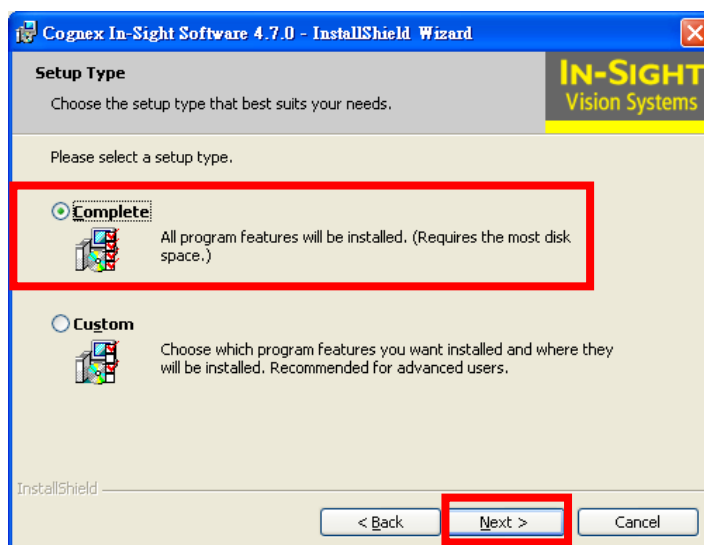 Cognex In-Sight Software 4.7.0 - InstallShield Wizard
Setup Type
Choose the setup type that best suits your needs.
IN-SIGHT
Vision Systems
Please select a setup type.
Complete
All program features will be installed. (Requires the most disk
space.)
Custom
Choose which program features you want installed and where they
will be installed. Recommended for advanced users.
InstallShield
< Back
Next >
Cancel